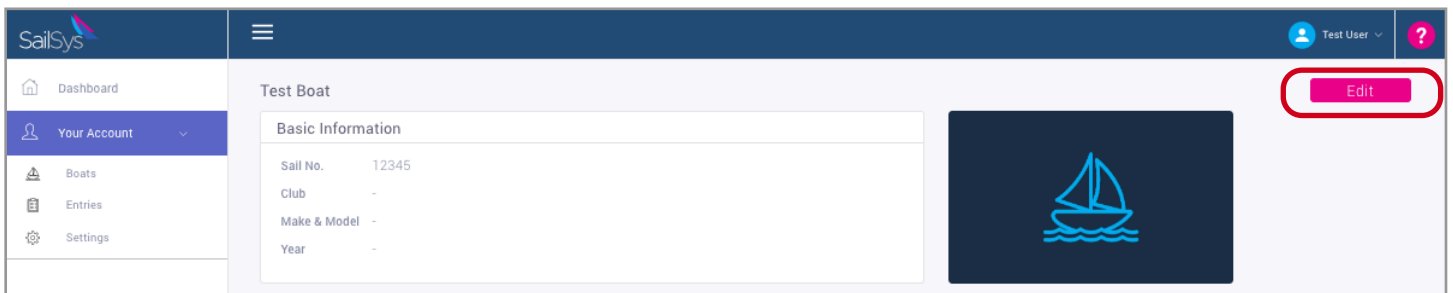 SailSys
Test User
?
Dashboard
Your Account
Boats
Entries
Settings
Test Boat
Edit
Basic Information
Sail No. 12345
Club -
Make & Model -
Year -